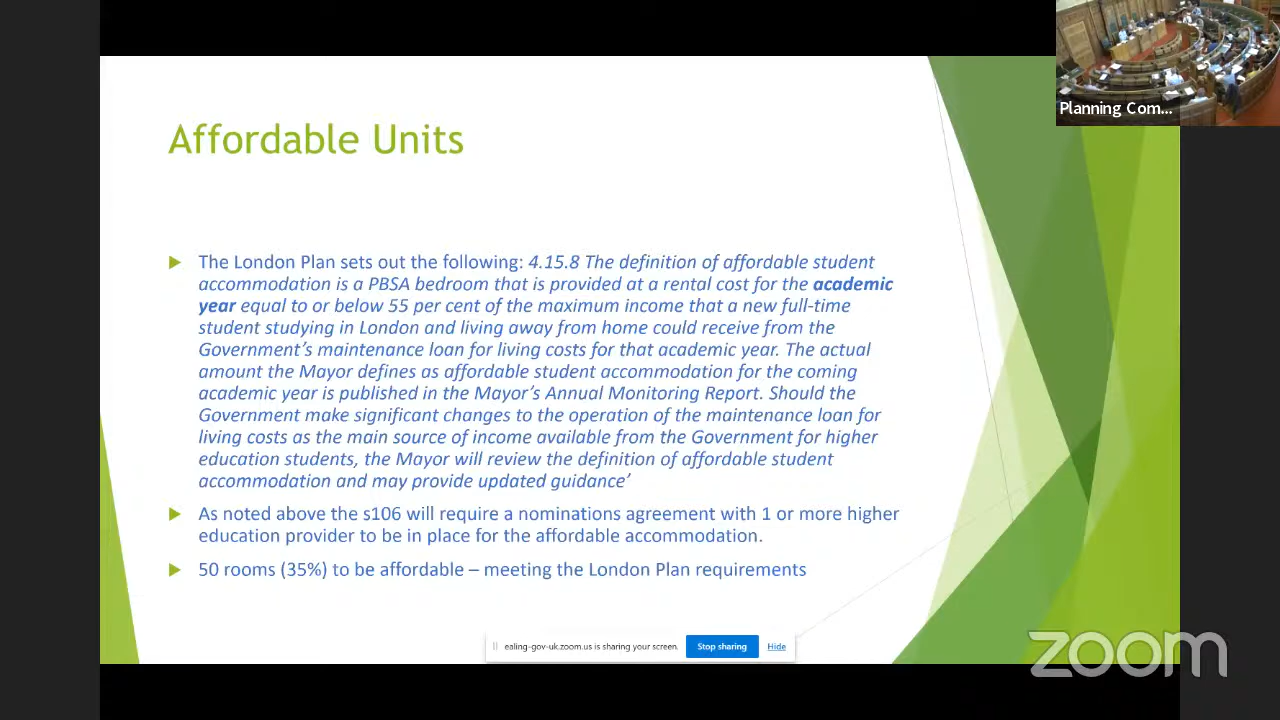 Planning Com...
Affordable Units
The London Plan sets out the following: 4.15.8 The definition of affordable student
accommodation is a PBSA bedroom that is provided at a rental cost for the academic
year equal to or below 55 per cent of the maximum income that a new full-time
student studying in London and living away from home could receive from the
Government's maintenance loan for living costs for that academic year. The actual
amount the Mayor defines as affordable student accommodation for the coming
academic year is published in the Mayor's Annual Monitoring Report. Should the
Government make significant changes to the operation of the maintenance loan for
living costs as the main source of income available from the Government for higher
education students, the Mayor will review the definition of affordable student
accommodation and may provide updated guidance'
As noted above the s106 will require a nominations agreement with 1 or more higher
education provider to be in place for the affordable accommodation.
50 rooms (35%) to be affordable – meeting the London Plan requirements
ealing-gov-uk.zoom.us is sharing your screen. Stop sharing Hide
zoom